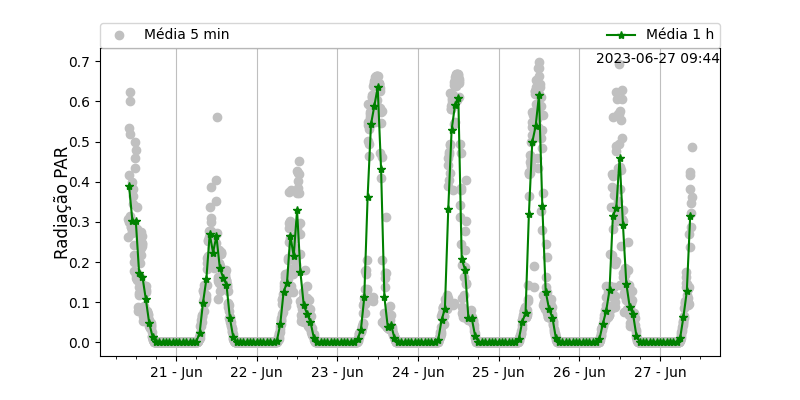 Média 5 min
Média 1 h
2023-06-27 09:44
Radiação PAR
0.7
0.6
0.5
0.4
0.3
0.2
0.1
0.0
21 - Jun
22 - Jun
23 - Jun
24 - Jun
25 - Jun
26 - Jun
27 - Jun